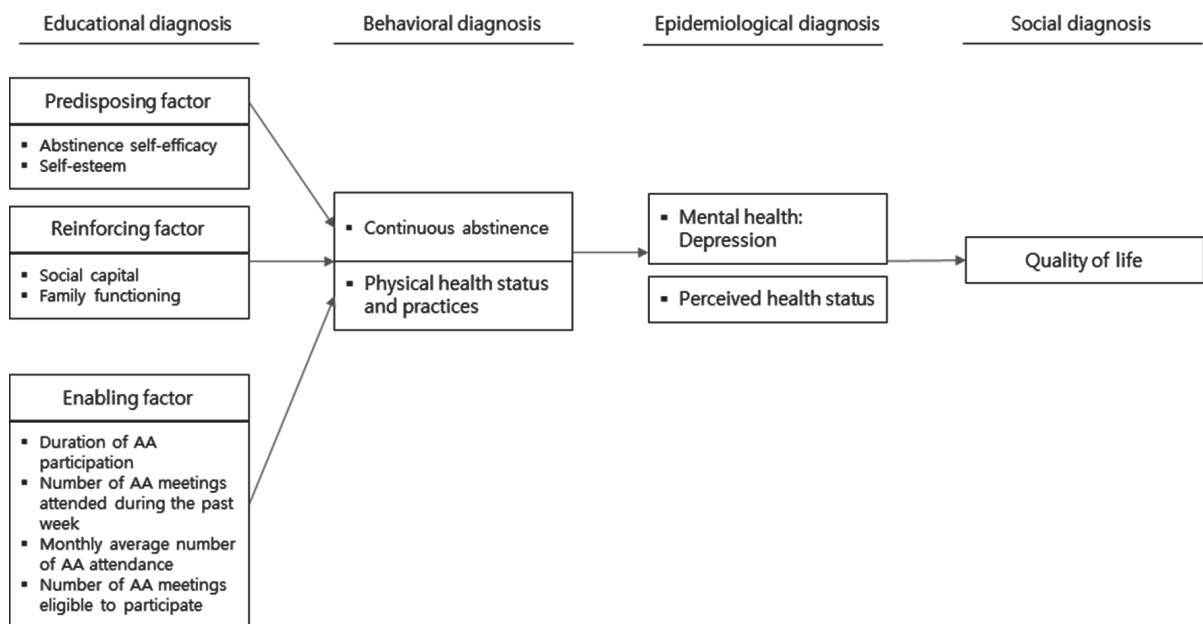 Educational diagnosis
Behavioral diagnosis
Epidemiological diagnosis
Social diagnosis
Predisposing factor
▪ Abstinence self-efficacy
▪ Self-esteem
Reinforcing factor
▪ Social capital
▪ Family functioning
Enabling factor
▪ Duration of AA
participation
▪ Number of AA meetings
attended during the past
week
▪ Monthly average number
of AA attendance
▪ Number of AA meetings
eligible to participate
▪ Continuous abstinence
▪ Physical health status
and practices
▪ Mental health:
Depression
▪ Perceived health status
Quality of life